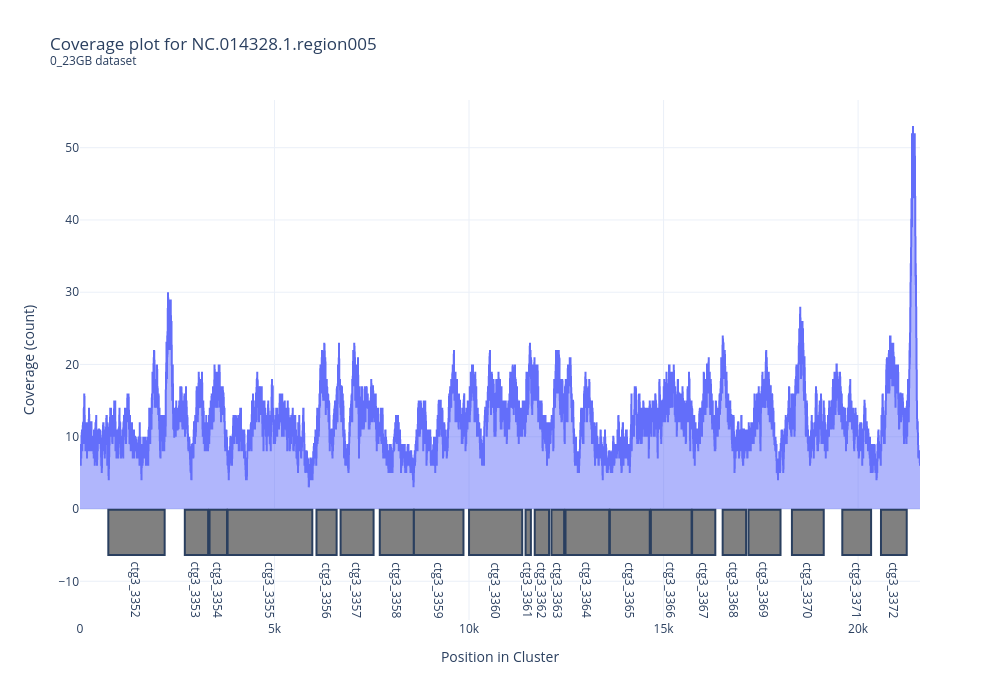 Coverage plot for NC.014328.1.region005
0_23GB dataset
50
40
30
20
10
0
−10
Coverage (count)
ctg3_3352
ctg3_3353
ctg3_3354
ctg3_3355
ctg3_3356
ctg3_3357
ctg3_3358
ctg3_3359
ctg3_3360
ctg3_3361
ctg3_3362
ctg3_3363
ctg3_3364
ctg3_3365
ctg3_3366
ctg3_3367
ctg3_3368
ctg3_3369
ctg3_3370
ctg3_3371
ctg3_3372
0 5k 10k 15k 20k
Position in Cluster